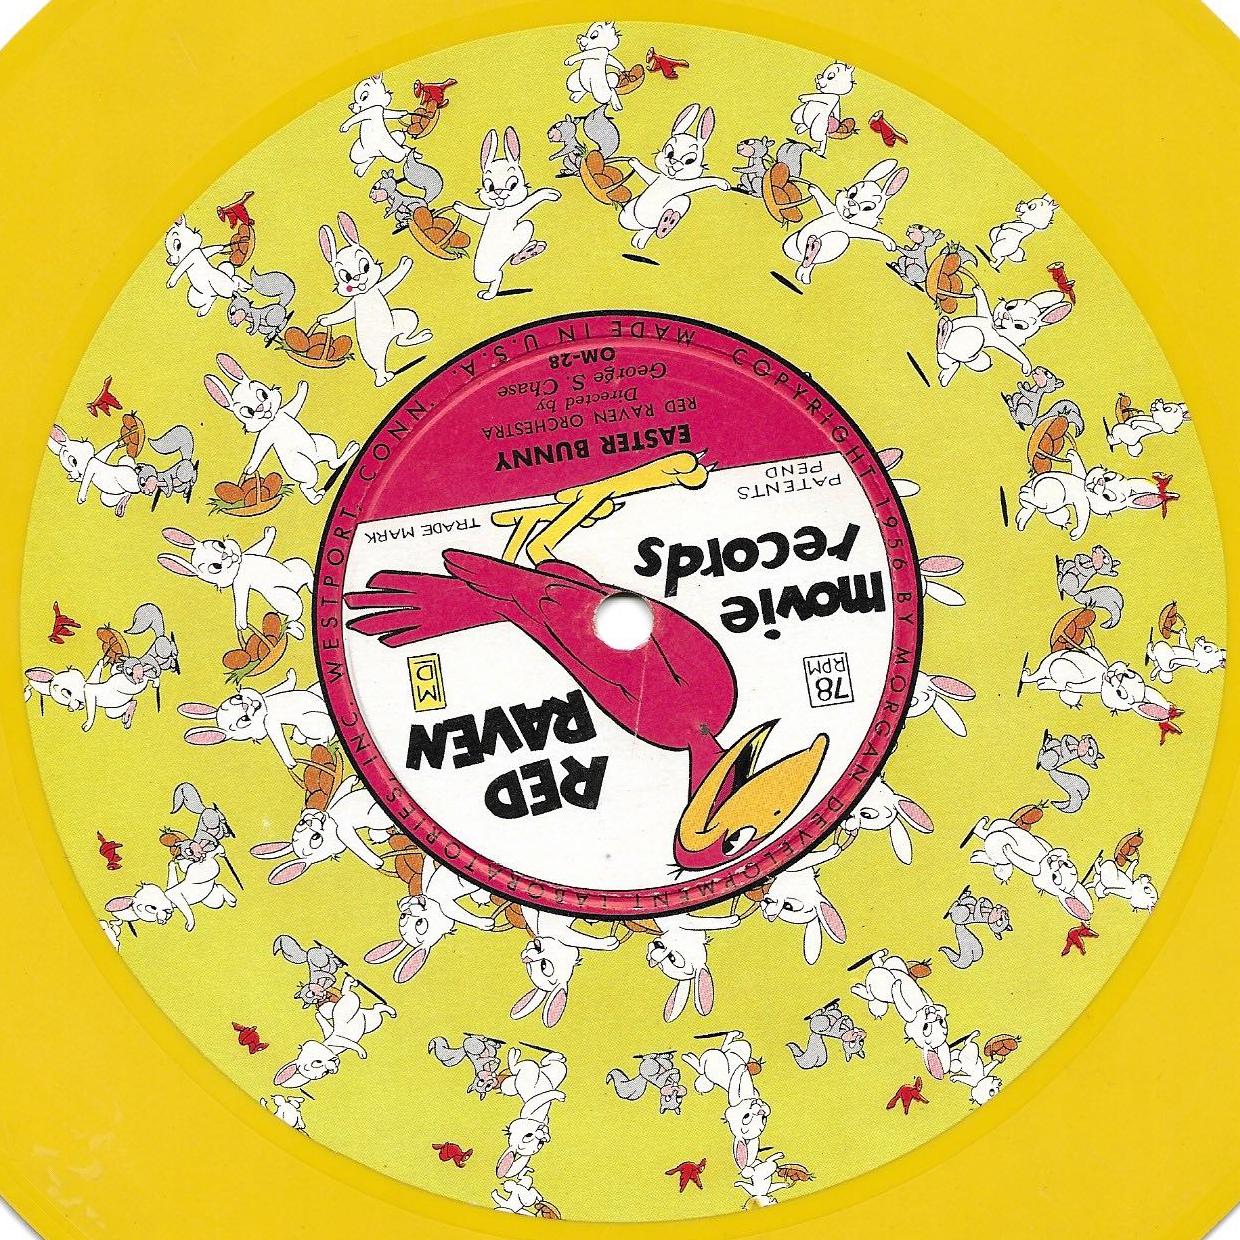 RED
RAVEN
MD
78
RPM
movie
records
TRADE MARK
PATENTS
PEND
EASTER BUNNY
RED RAVEN ORCHESTRA
Directed by
George S. Chase
OM-28
MADE IN U.S.A.
COPYRIGHT 1956 BY MORGAN DEVELOPMENT LABORATORIES, INC. WESTPORT, CONN.